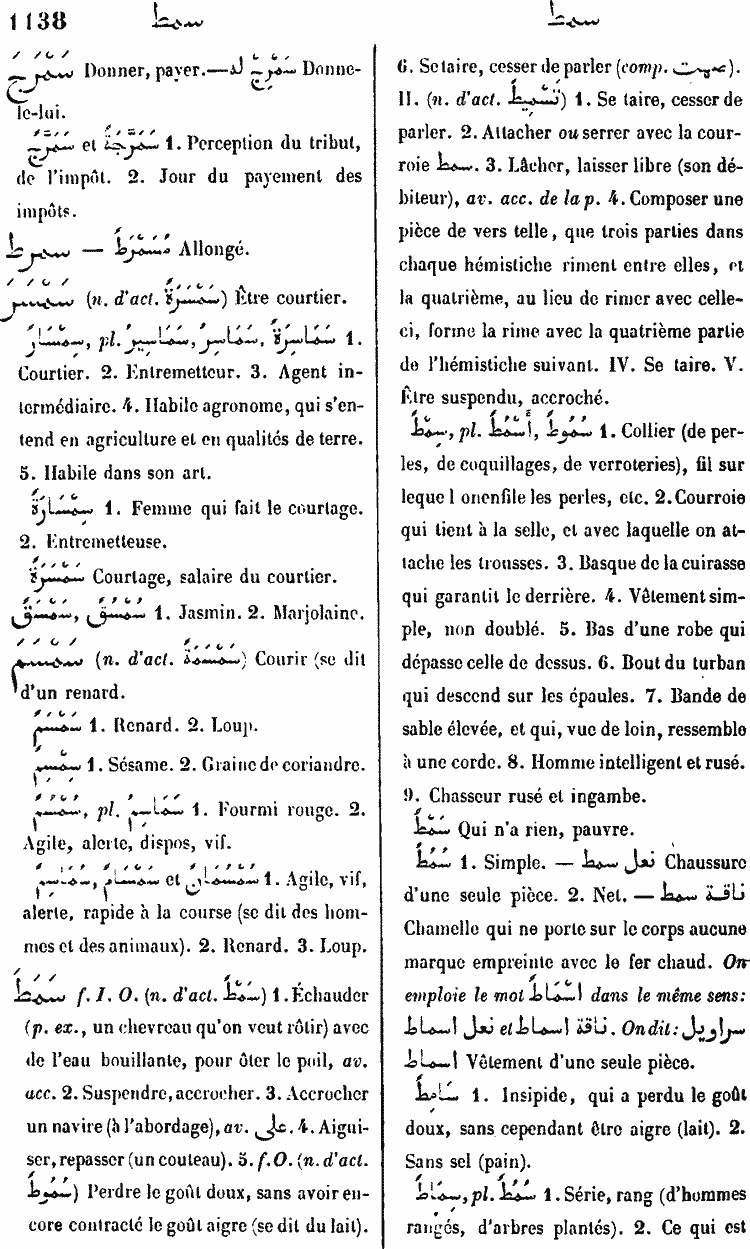 1138 سمط
سمط
سَمَرَّجَ Donner, payer.—سَمِّرْجْ لَه Donne-
le-lui.
سَمَرَّجٌ et سَمَرَّجَةٌ 1. Perception du tribut,
de l'impôt. 2. Jour du payement des
impôts.
سمرط — مُسَمْرَطٌ Allongé.
سَمْسَرَ (n. d'act. سَمْسَرَةٌ) Être courtier.
سِمْسَارٌ, pl. سَمَاسِيرُ, سَمَاسِرُ, سَمَاسِرَةٌ 1.
Courtier. 2. Entremetteur. 3. Agent in-
termédiaire. 4. Habile agronome, qui s'en-
tend en agriculture et en qualités de terre.
5. Habile dans son art.
سِمْسَارَةٌ 1. Femme qui fait le courtage.
2. Entremetteuse.
سَمْسَرَةٌ Courtage, salaire du courtier.
سَمْسَقٌ, سَمْسَقٌ 1. Jasmin. 2. Marjolaine.
سَمْسَمَ (n. d'act. سَمْسَمَةٌ) Courir (se dit
d'un renard.
سَمْسَمٌ 1. Renard. 2. Loup.
سِمْسِمٌ 1. Sésame. 2. Graine de coriandre.
سُمْسُمٌ, pl. سَمَاسِمُ 1. Fourmi rouge. 2.
Agile, alerte, dispos, vif.
سُمَاسِمٌ, سَمْسَامٌ et سَمْسَمَانٌ 1. Agile, vif,
alerte, rapide à la course (se dit des hom-
mes et des animaux). 2. Renard. 3. Loup.
سَمَطَ f. I. O. (n. d'act. سَمْطٌ) 1. Échauder
(p. ex., un chevreau qu'on veut rôtir) avec
de l'eau bouillante, pour ôter le poil, av.
acc. 2. Suspendre, accrocher. 3. Accrocher
un navire (à l'abordage), av. على. 4. Aigui-
ser, repasser (un couteau). 5. f. O. (n. d'act.
سُمُوطٌ) Perdre le goût doux, sans avoir en-
core contracté le goût aigre (se dit du lait).
6. Se taire, cesser de parler (comp. صمت).
II. (n. d'act. تَسْمِيطٌ) 1. Se taire, cesser de
parler. 2. Attacher ou serrer avec la cour-
roie سمط. 3. Lâcher, laisser libre (son dé-
biteur), av. acc. de la p. 4. Composer une
pièce de vers telle, que trois parties dans
chaque hémistiche riment entre elles, et
la quatrième, au lieu de rimer avec celle-
ci, forme la rime avec la quatrième partie
de l'hémistiche suivant. IV. Se taire. V.
Être suspendu, accroché.
سِمْطٌ, pl. أَسْمُطٌ, سُمُوطٌ 1. Collier (de per-
les, de coquillages, de verroteries), fil sur
leque l on enfile les perles, etc. 2. Courroie
qui tient à la selle, et avec laquelle on at-
tache les trousses. 3. Basque de la cuirasse
qui garantit le derrière. 4. Vêtement sim-
ple, non doublé. 5. Bas d'une robe qui
dépasse celle de dessus. 6. Bout du turban
qui descend sur les épaules. 7. Bande de
sable élevée, et qui, vue de loin, ressemble
à une corde. 8. Homme intelligent et rusé.
9. Chasseur rusé et ingambe.
سَمْطٌ Qui n'a rien, pauvre.
سُمُطٌ 1. Simple. — نعل سمط Chaussure
d'une seule pièce. 2. Net. — ناقة سمط
Chamelle qui ne porte sur le corps aucune
marque empreinte avec le fer chaud. On
emploie le mot أَسْمَاطٌ dans le même sens:
نعل اسماط et ناقة اسماط. On dit: سراويل
اسماط Vêtement d'une seule pièce.
سَامِطٌ 1. Insipide, qui a perdu le goût
doux, sans cependant être aigre (lait). 2.
Sans sel (pain).
سِمَاطٌ, pl. سُمُطٌ 1. Série, rang (d'hommes
rangés, d'arbres plantés). 2. Ce qui est